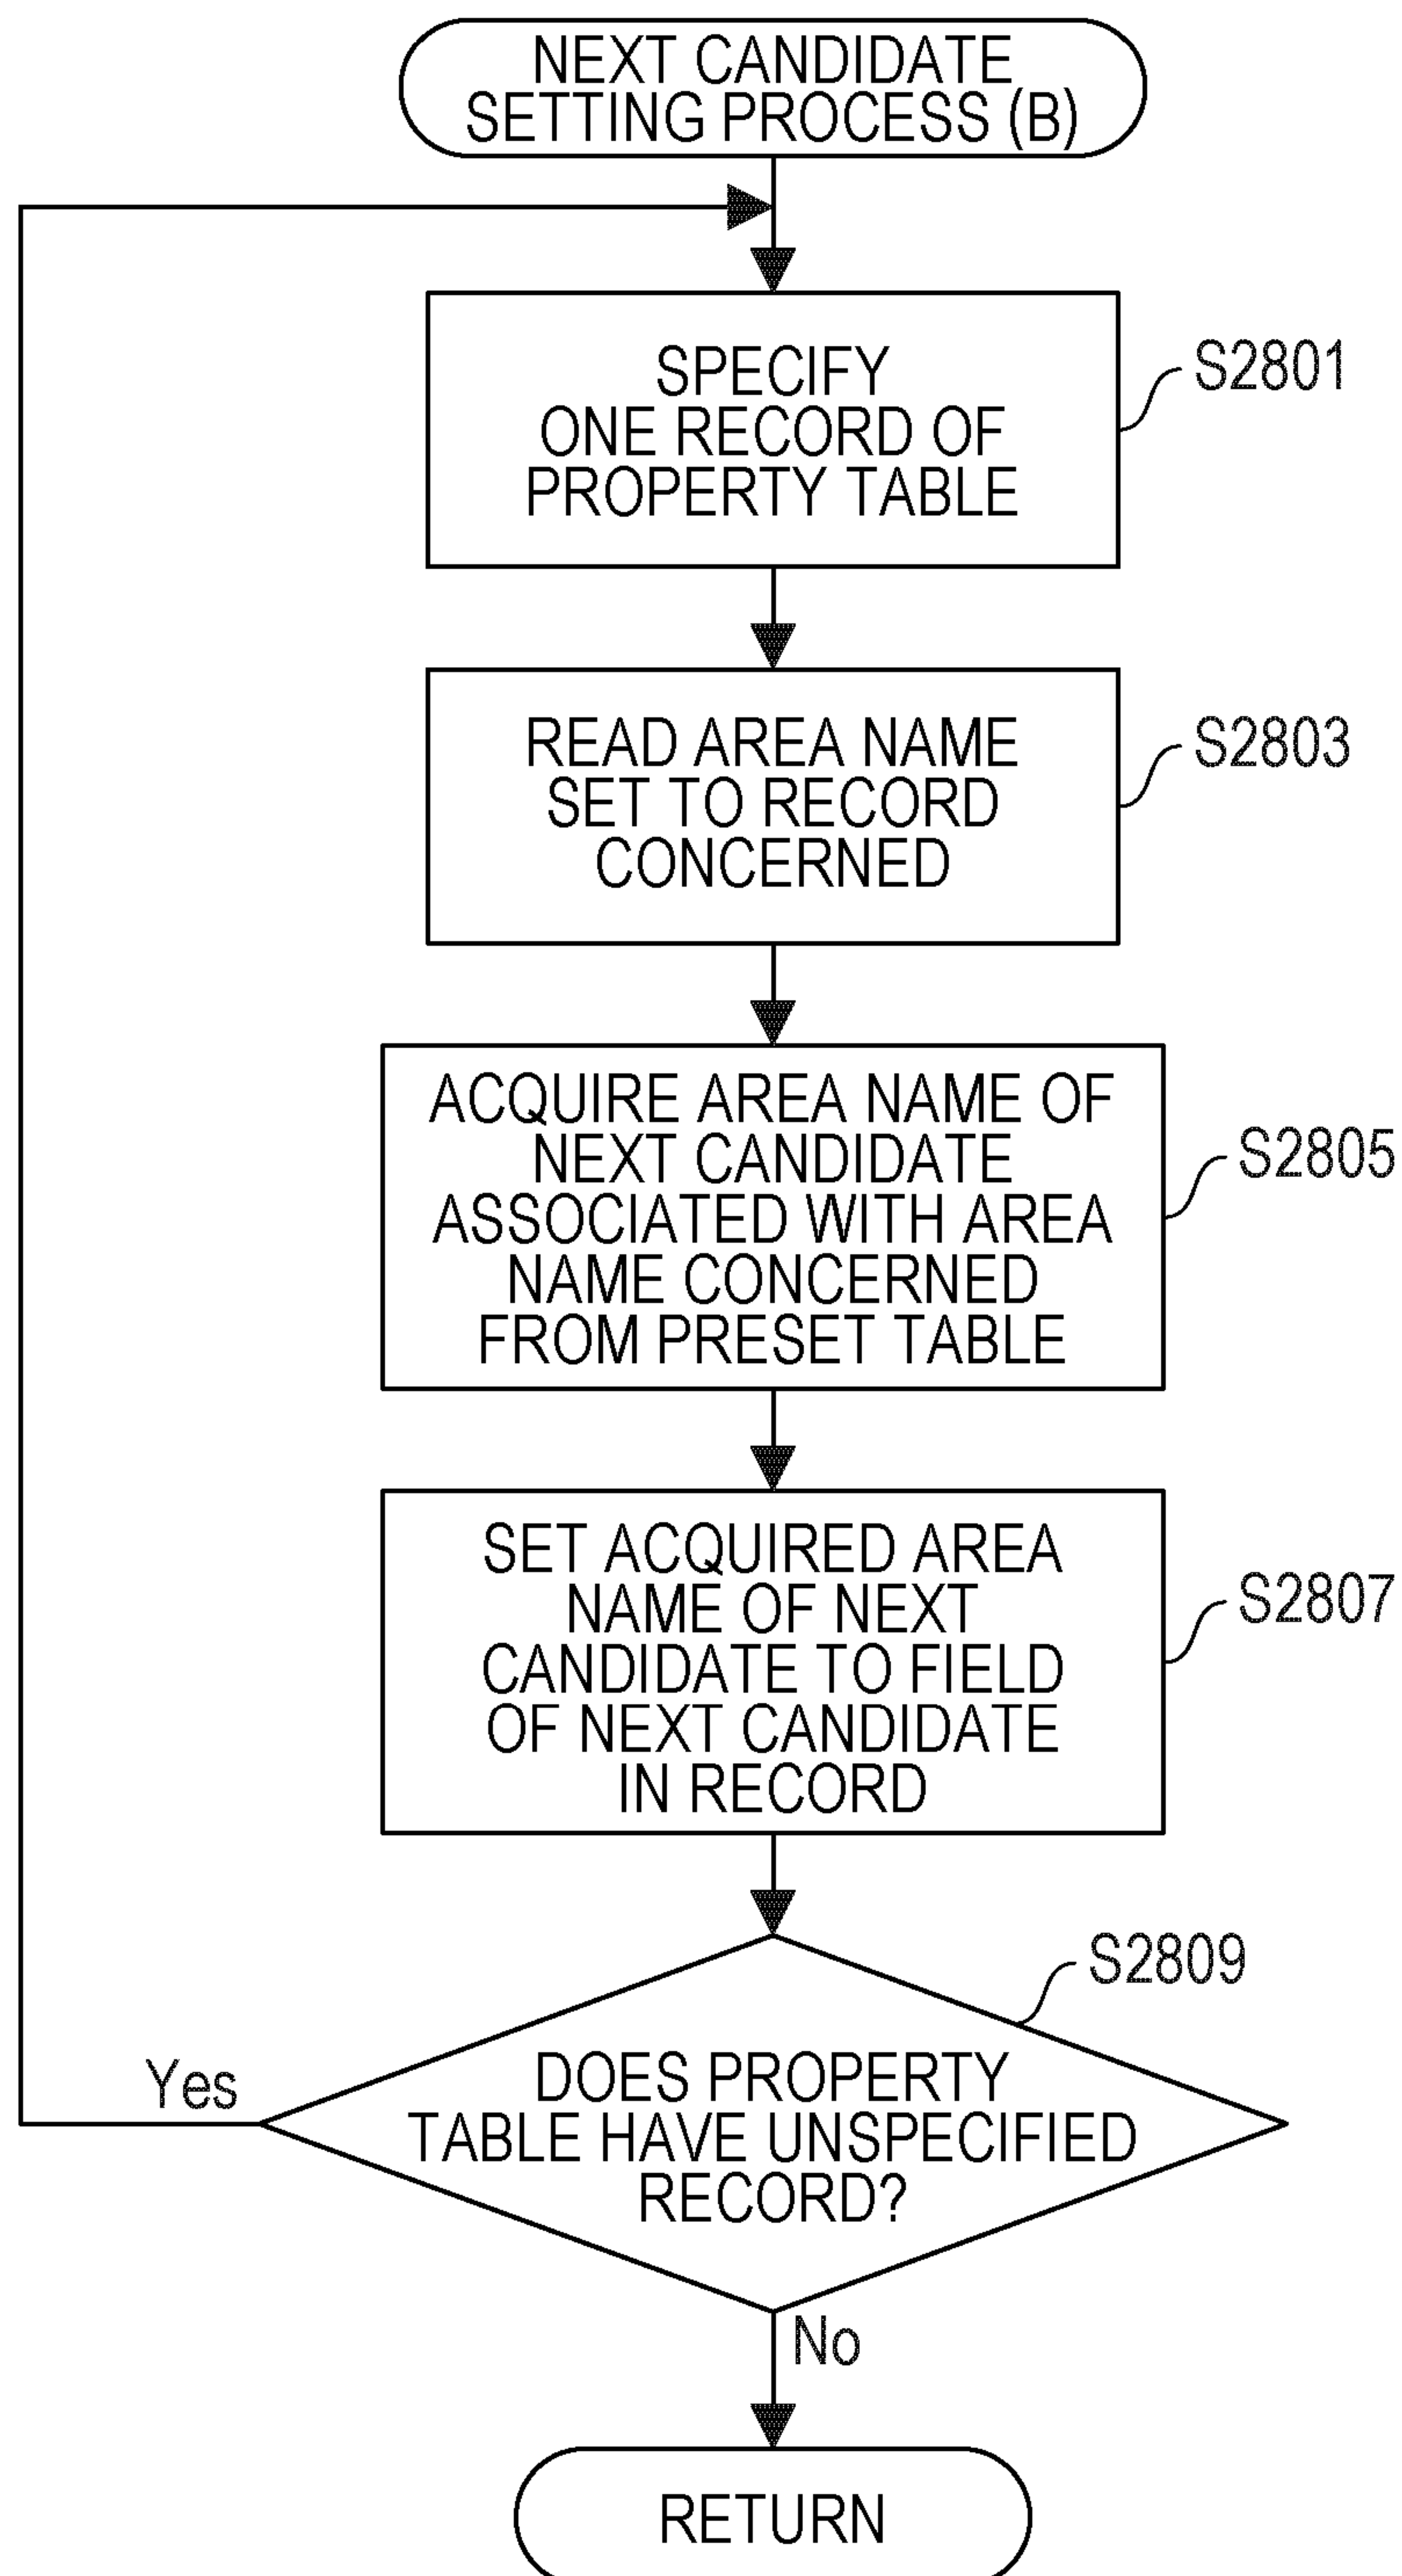 NEXT CANDIDATE
SETTING PROCESS (B)
SPECIFY
ONE RECORD OF
PROPERTY TABLE
S2801
READ AREA NAME
SET TO RECORD
CONCERNED
S2803
ACQUIRE AREA NAME OF
NEXT CANDIDATE
ASSOCIATED WITH AREA
NAME CONCERNED
FROM PRESET TABLE
S2805
SET ACQUIRED AREA
NAME OF NEXT
CANDIDATE TO FIELD
OF NEXT CANDIDATE
IN RECORD
S2807
S2809
DOES PROPERTY
TABLE HAVE UNSPECIFIED
RECORD?
Yes
No
RETURN